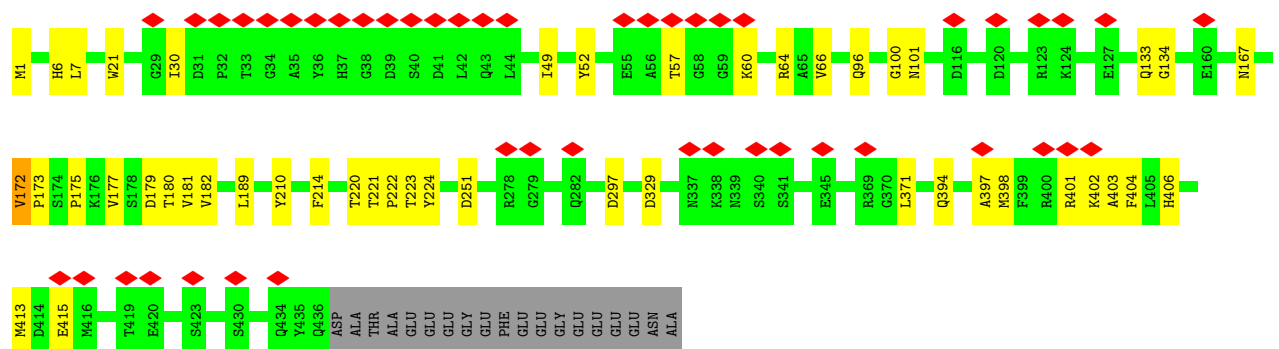 M1 H6 L7 W21 G29 I30 D31 P32 T33 G34 A35 Y36 H37 G38 D39 S40 D41 L42 Q43 L44 I49 Y52 E55 A56 T57 G58 G59 K60 R64 A65 V66 Q96 G100 N101 D116 D120 R123 K124 E127 Q133 G134 E160 N167
V172 P173 S174 P175 K176 V177 S178 D179 T180 V181 V182 L189 Y210 F214 T220 T221 P222 T223 Y224 D251 R278 G279 Q282 D297 D329 N337 K338 N339 S340 S341 E345 R369 G370 L371 Q394 A397 M398 F399 R400 R401 K402 A403 F404 L405 H406
M413 D414 E415 M416 T419 E420 S423 S430 Q434 Y435 Q436 ASP ALA THR ALA GLU GLU GLU GLY GLU PHE GLU GLU GLY GLU GLU GLU GLU ASN ALA